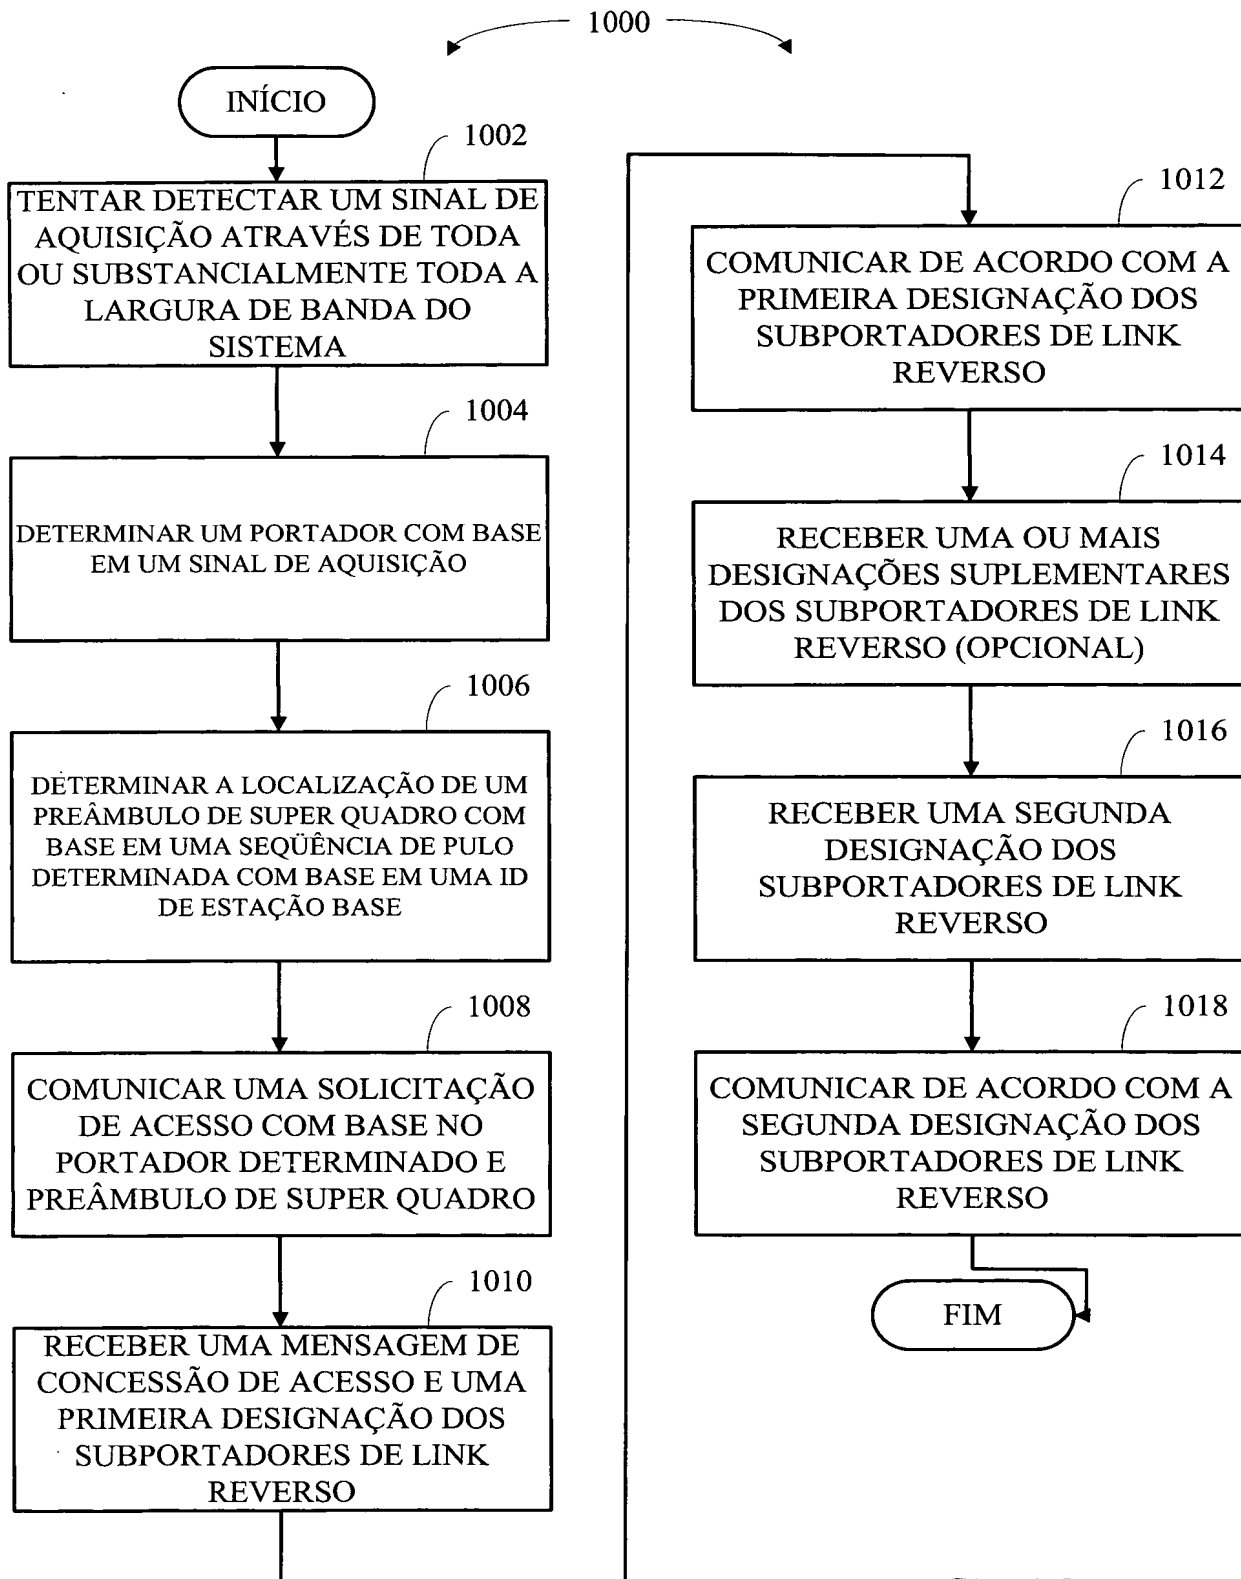 1000
INÍCIO
1002
TENTAR DETECTAR UM SINAL DE
AQUISIÇÃO ATRAVÉS DE TODA
OU SUBSTANCIALMENTE TODA A
LARGURA DE BANDA DO
SISTEMA
1004
DETERMINAR UM PORTADOR COM BASE
EM UM SINAL DE AQUISIÇÃO
1006
DETERMINAR A LOCALIZAÇÃO DE UM
PREÂMBULO DE SUPER QUADRO COM
BASE EM UMA SEQÜÊNCIA DE PULO
DETERMINADA COM BASE EM UMA ID
DE ESTAÇÃO BASE
1008
COMUNICAR UMA SOLICITAÇÃO
DE ACESSO COM BASE NO
PORTADOR DETERMINADO E
PREÂMBULO DE SUPER QUADRO
1010
RECEBER UMA MENSAGEM DE
CONCESSÃO DE ACESSO E UMA
PRIMEIRA DESIGNAÇÃO DOS
SUBPORTADORES DE LINK
REVERSO
1012
COMUNICAR DE ACORDO COM A
PRIMEIRA DESIGNAÇÃO DOS
SUBPORTADORES DE LINK
REVERSO
1014
RECEBER UMA OU MAIS
DESIGNAÇÕES SUPLEMENTARES
DOS SUBPORTADORES DE LINK
REVERSO (OPCIONAL)
1016
RECEBER UMA SEGUNDA
DESIGNAÇÃO DOS
SUBPORTADORES DE LINK
REVERSO
1018
COMUNICAR DE ACORDO COM A
SEGUNDA DESIGNAÇÃO DOS
SUBPORTADORES DE LINK
REVERSO
FIM